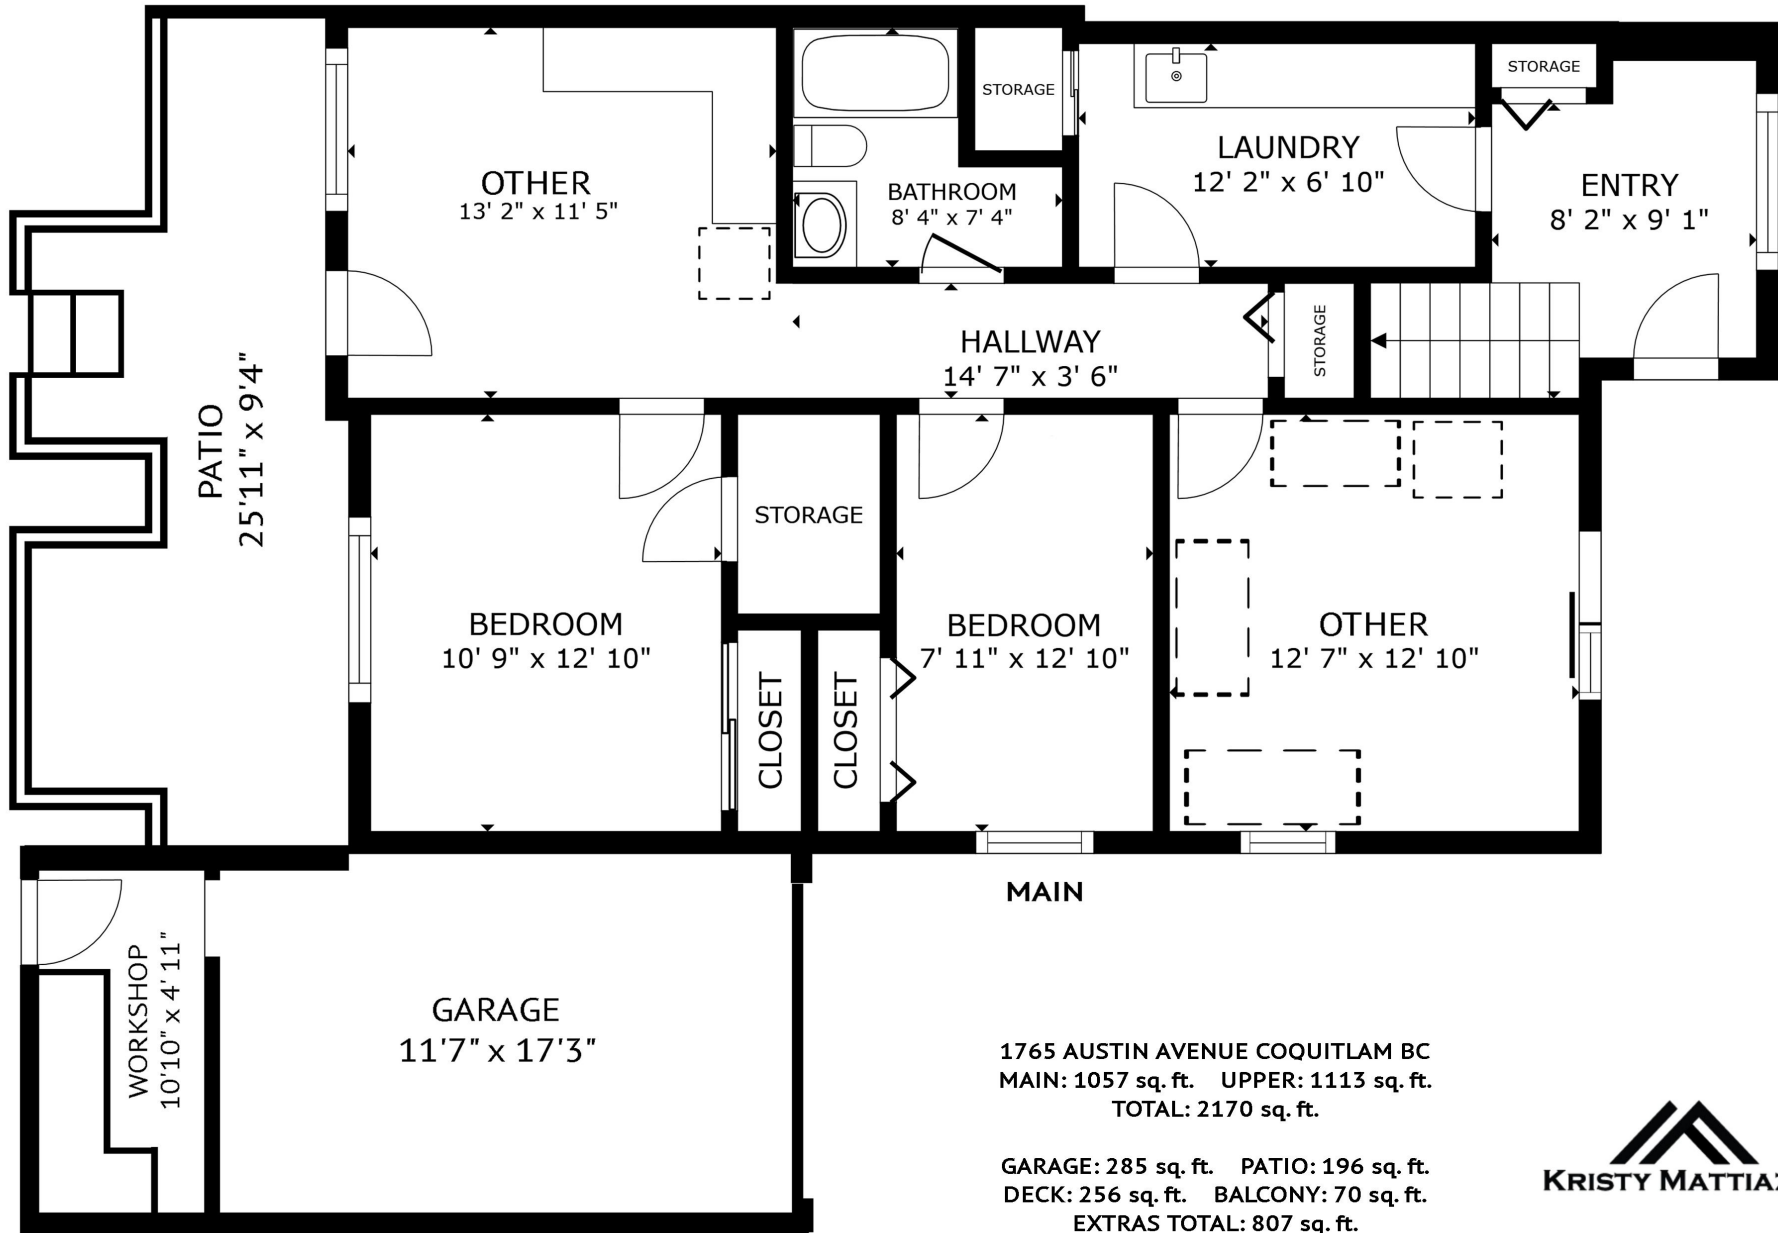 STORAGE
STORAGE
LAUNDRY
12' 2" x 6' 10"
OTHER
13' 2" x 11' 5"
BATHROOM
8' 4" x 7' 4"
ENTRY
8' 2" x 9' 1"
HALLWAY
14' 7" x 3' 6"
STORAGE
PATIO
25'11" x 9'4"
STORAGE
BEDROOM
10' 9" x 12' 10"
BEDROOM
7' 11" x 12' 10"
OTHER
12' 7" x 12' 10"
CLOSET
CLOSET
MAIN
WORKSHOP
10'10" x 4' 11"
GARAGE
11'7" x 17'3"
1765 AUSTIN AVENUE COQUITLAM BC
MAIN: 1057 sq. ft. UPPER: 1113 sq. ft.
TOTAL: 2170 sq. ft.
GARAGE: 285 sq. ft. PATIO: 196 sq. ft.
DECK: 256 sq. ft. BALCONY: 70 sq. ft.
EXTRAS TOTAL: 807 sq. ft.
KRISTY